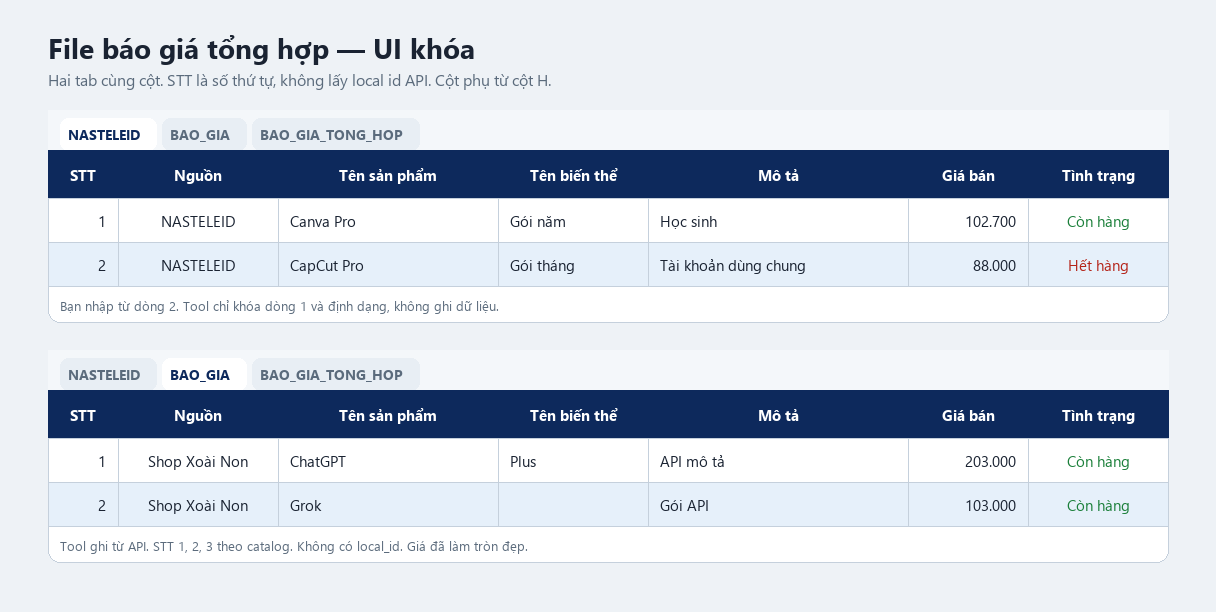 File báo giá tổng hợp — UI khóa
Hai tab cùng cột. STT là số thứ tự, không lấy local id API. Cột phụ từ cột H.
NASTELEID BAO_GIA BAO_GIA_TONG_HOP
STT Nguồn Tên sản phẩm Tên biến thể Mô tả Giá bán Tình trạng
1 NASTELEID Canva Pro Gói năm Học sinh 102.700 Còn hàng
2 NASTELEID CapCut Pro Gói tháng Tài khoản dùng chung 88.000 Hết hàng
Bạn nhập từ dòng 2. Tool chỉ khóa dòng 1 và định dạng, không ghi dữ liệu.
NASTELEID BAO_GIA BAO_GIA_TONG_HOP
STT Nguồn Tên sản phẩm Tên biến thể Mô tả Giá bán Tình trạng
1 Shop Xoài Non ChatGPT Plus API mô tả 203.000 Còn hàng
2 Shop Xoài Non Grok Gói API 103.000 Còn hàng
Tool ghi từ API. STT 1, 2, 3 theo catalog. Không có local_id. Giá đã làm tròn đẹp.